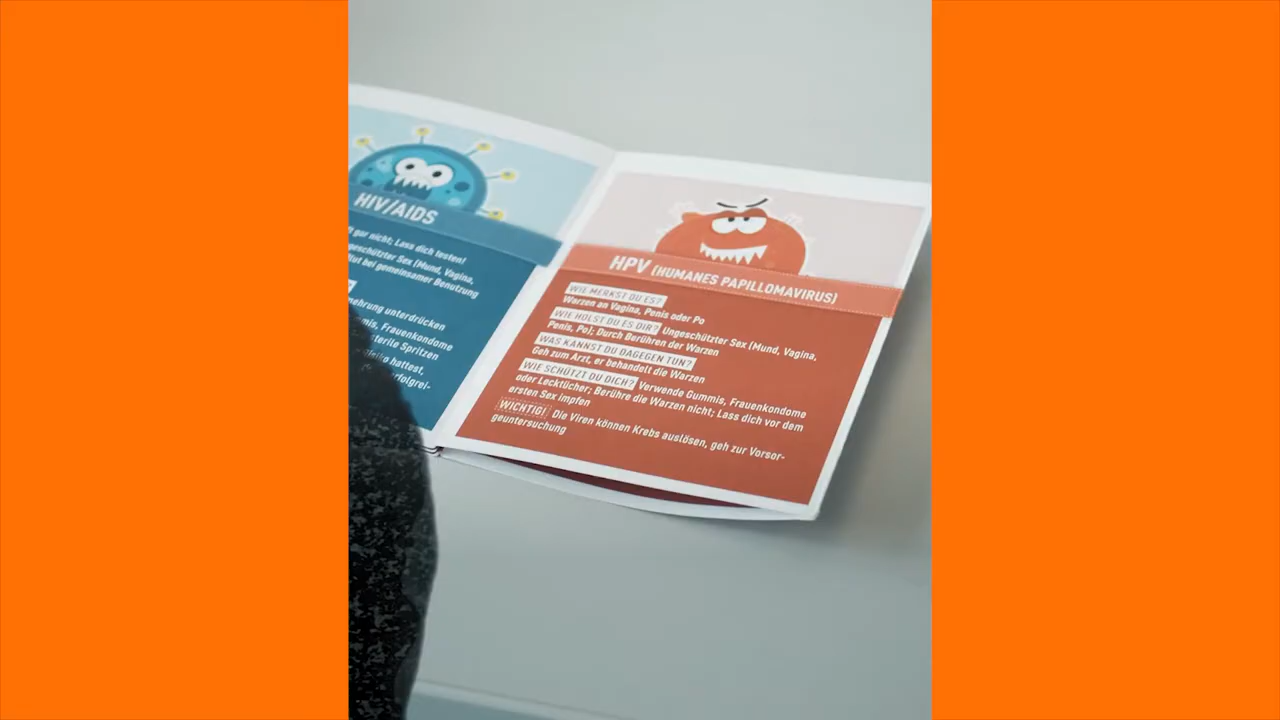 HIV/AIDS
gar nicht; Lass dich testen!
geschützter Sex (Mund, Vagina,
bei gemeinsamer Benutzung
unterdrücken
Frauenkondome
Spritzen
hattest,
HPV (HUMANES PAPILLOMAVIRUS)
WIE MERKST DU ES?
Warzen an Vagina, Penis oder Po
WIE HOLST DU ES DIR? Ungeschützter Sex (Mund, Vagina,
Penis, Po); Durch Berühren der Warzen
WAS KANNST DU DAGEGEN TUN?
Geh zum Arzt, er behandelt die Warzen
WIE SCHÜTZT DU DICH? Verwende Gummis, Frauenkondome
oder Lecktücher; Berühre die Warzen nicht; Lass dich vor dem
ersten Sex impfen
WICHTIG! Die Viren können Krebs auslösen, geh zur Vorsor-
geuntersuchung